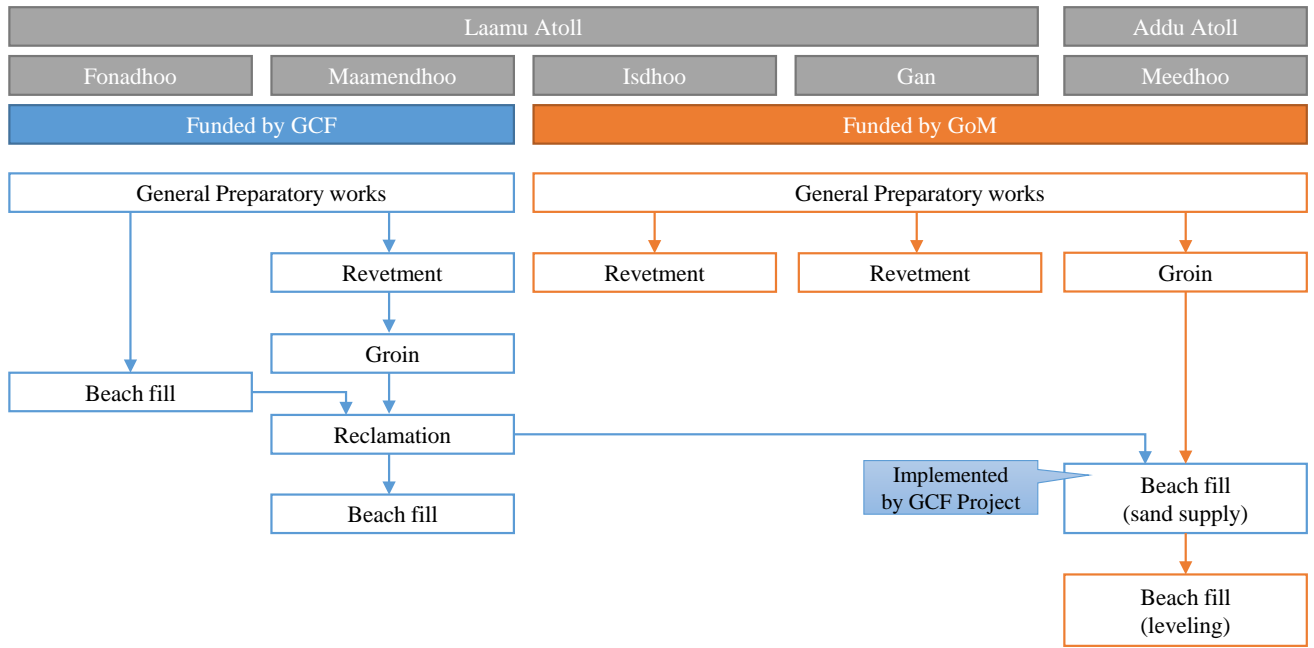 Laamu Atoll
Addu Atoll
Fonadhoo
Maamendhoo
Isdhoo
Gan
Meedhoo
Funded by GCF
Funded by GoM
General Preparatory works
General Preparatory works
Revetment
Revetment
Revetment
Groin
Groin
Beach fill
Reclamation
Implemented
by GCF Project
Beach fill
(sand supply)
Beach fill
Beach fill
(leveling)